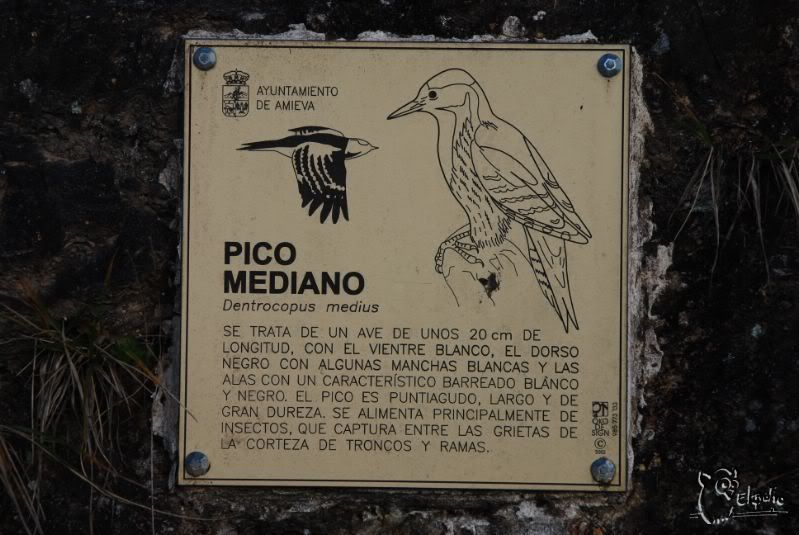 AYUNTAMIENTO
DE AMIEVA
PICO
MEDIANO
Dentrocopus medius
SE TRATA DE UN AVE DE UNOS 20 cm DE
LONGITUD, CON EL VIENTRE BLANCO, EL DORSO
NEGRO CON ALGUNAS MANCHAS BLANCAS Y LAS
ALAS CON UN CARACTERÍSTICO BARREADO BLANCO
Y NEGRO. EL PICO ES PUNTIAGUDO, LARGO Y DE
GRAN DUREZA. SE ALIMENTA PRINCIPALMENTE DE
INSECTOS, QUE CAPTURA ENTRE LAS GRIETAS DE
LA CORTEZA DE TRONCOS Y RAMAS.